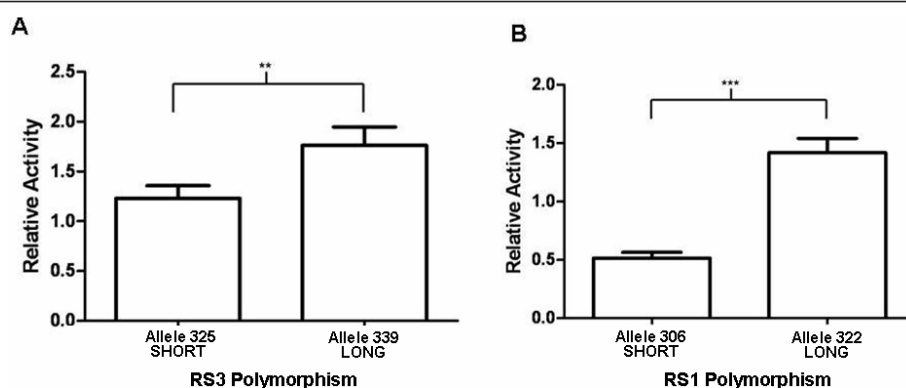 A
**
2.5
2.0
1.5
1.0
0.5
0.0
Relative Activity
Allele 325
SHORT
Allele 339
LONG
RS3 Polymorphism
B
***
2.0
1.5
1.0
0.5
0.0
Relative Activity
Allele 306
SHORT
Allele 322
LONG
RS1 Polymorphism